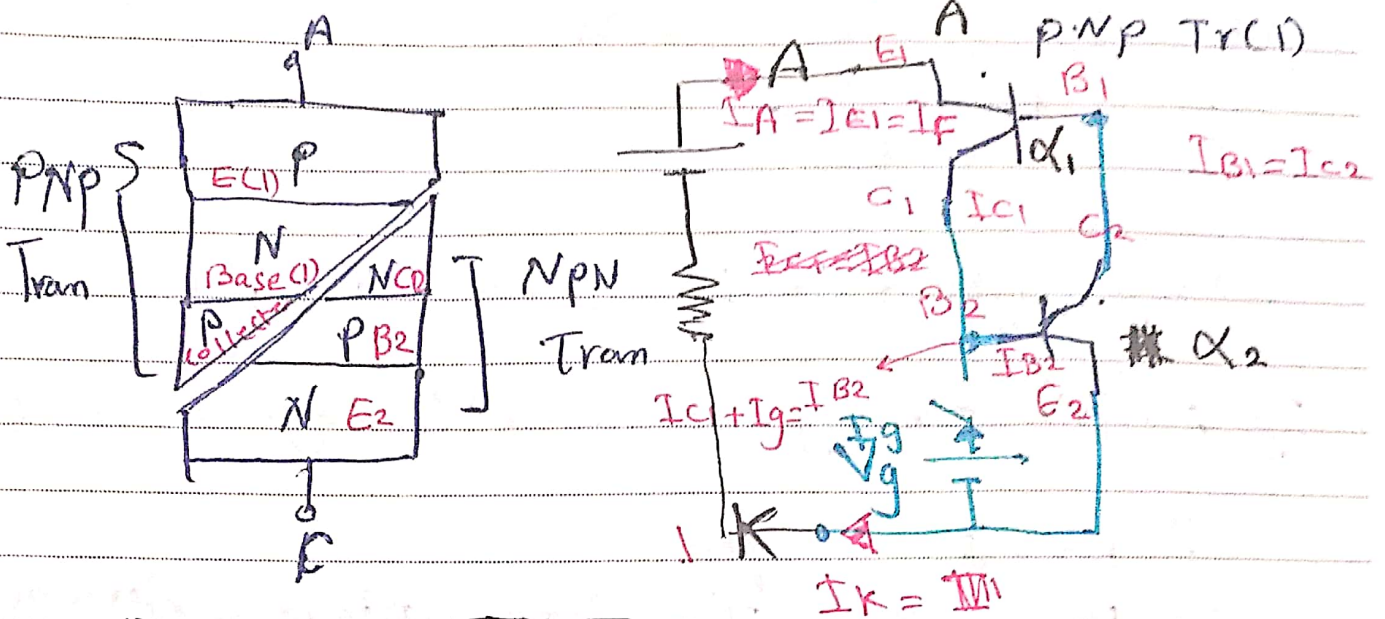 A
P
E(1)
PNP
Tran
N
Base(1)
NC2
P
Collector
P B2
NPN
Tran
N E2
K
A
PNP Tr(1)
A
E1
B1
IA = IE1 = IF
α1
IB1 = IC2
C1
IC1
C2
B2
IB2
α2
IC1 + Ig = IB2
E2
Ig
Vg
K
IK =